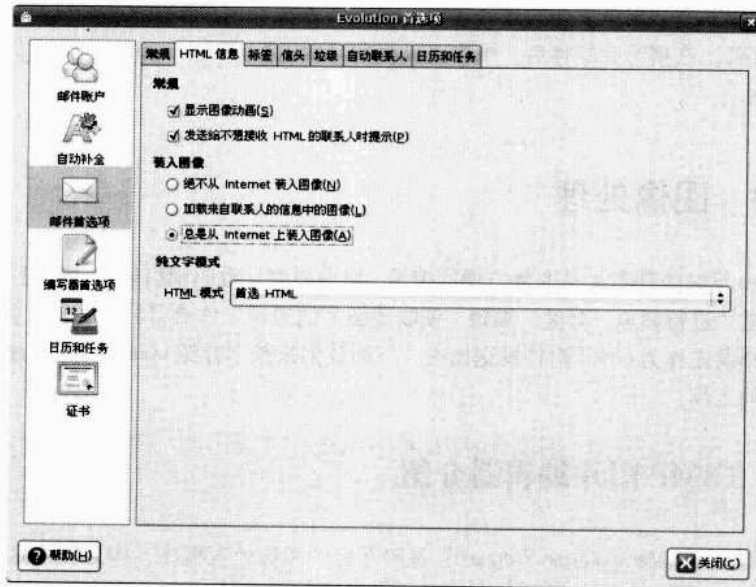 Evolution 首选项
邮件账户
自动补全
邮件首选项
编写器首选项
12
日历和任务
证书
常规 HTML 信息 标签 信头 垃圾 自动联系人 日历和任务
常规
显示图像动画(S)
发送给不想接收 HTML 的联系人时提示(P)
装入图像
绝不从 Internet 装入图像(N)
加载来自联系人的信息中的图像(L)
总是从 Internet 上装入图像(A)
纯文字模式
HTML 模式 首选 HTML
帮助(H)
关闭(C)
图像处理